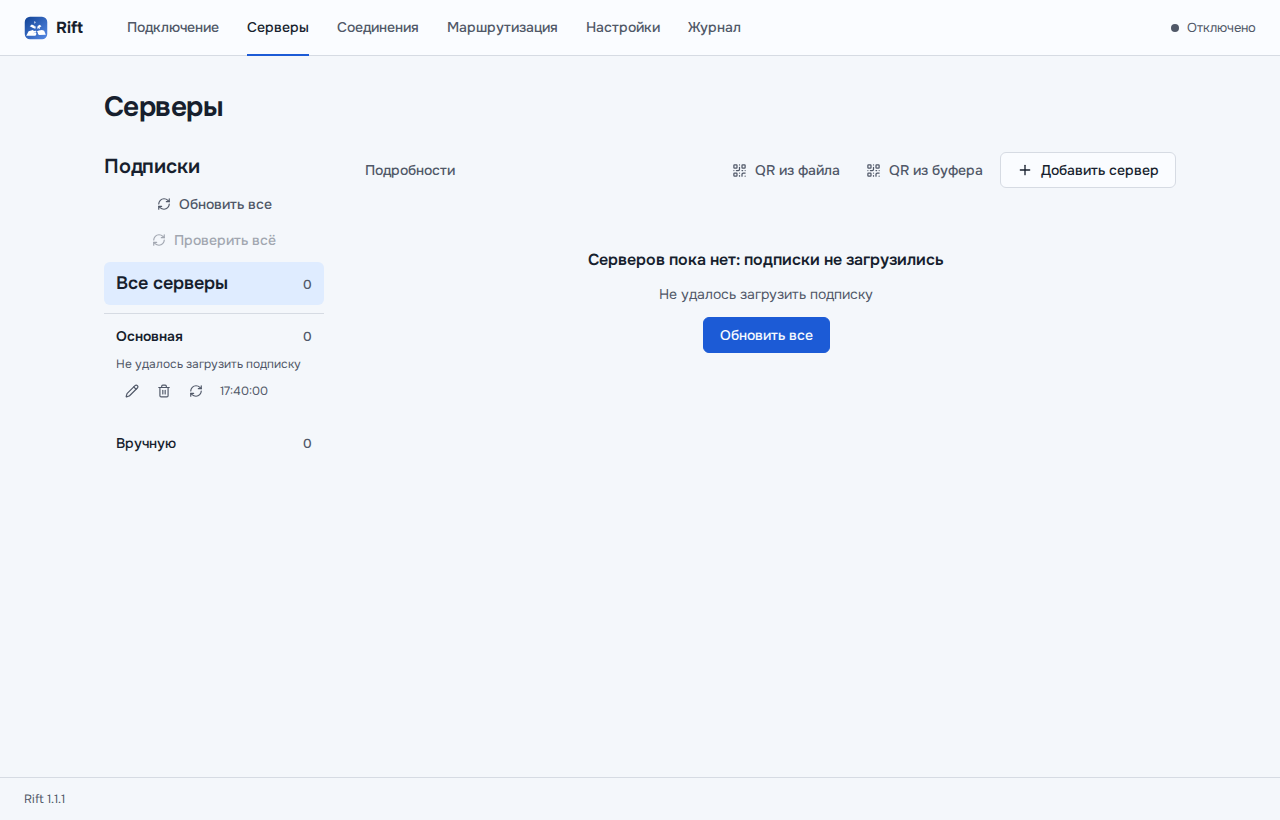 Rift
Подключение
Серверы
Соединения
Маршрутизация
Настройки
Журнал
Отключено
Серверы
Подписки
Обновить все
Проверить всё
Все серверы 0
Основная 0
Не удалось загрузить подписку
17:40:00
Вручную 0
Подробности
QR из файла
QR из буфера
Добавить сервер
Серверов пока нет: подписки не загрузились
Не удалось загрузить подписку
Обновить все
Rift 1.1.1